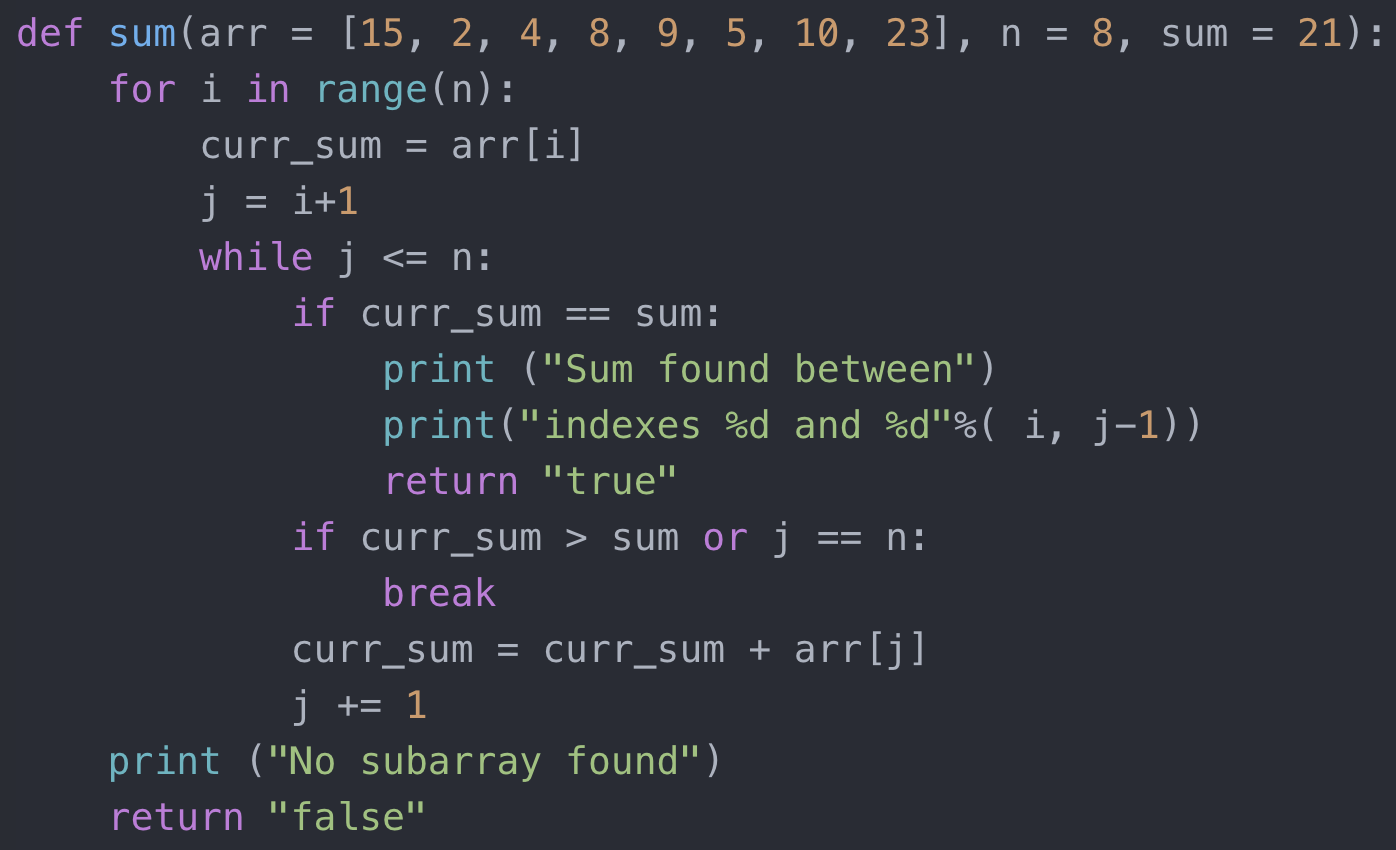 def sum(arr = [15, 2, 4, 8, 9, 5, 10, 23], n = 8, sum = 21):
    for i in range(n):
        curr_sum = arr[i]
        j = i+1
        while j <= n:
            if curr_sum == sum:
                print ("Sum found between")
                print("indexes %d and %d"%( i, j-1))
                return "true"
            if curr_sum > sum or j == n:
                break
            curr_sum = curr_sum + arr[j]
            j += 1
    print ("No subarray found")
    return "false"